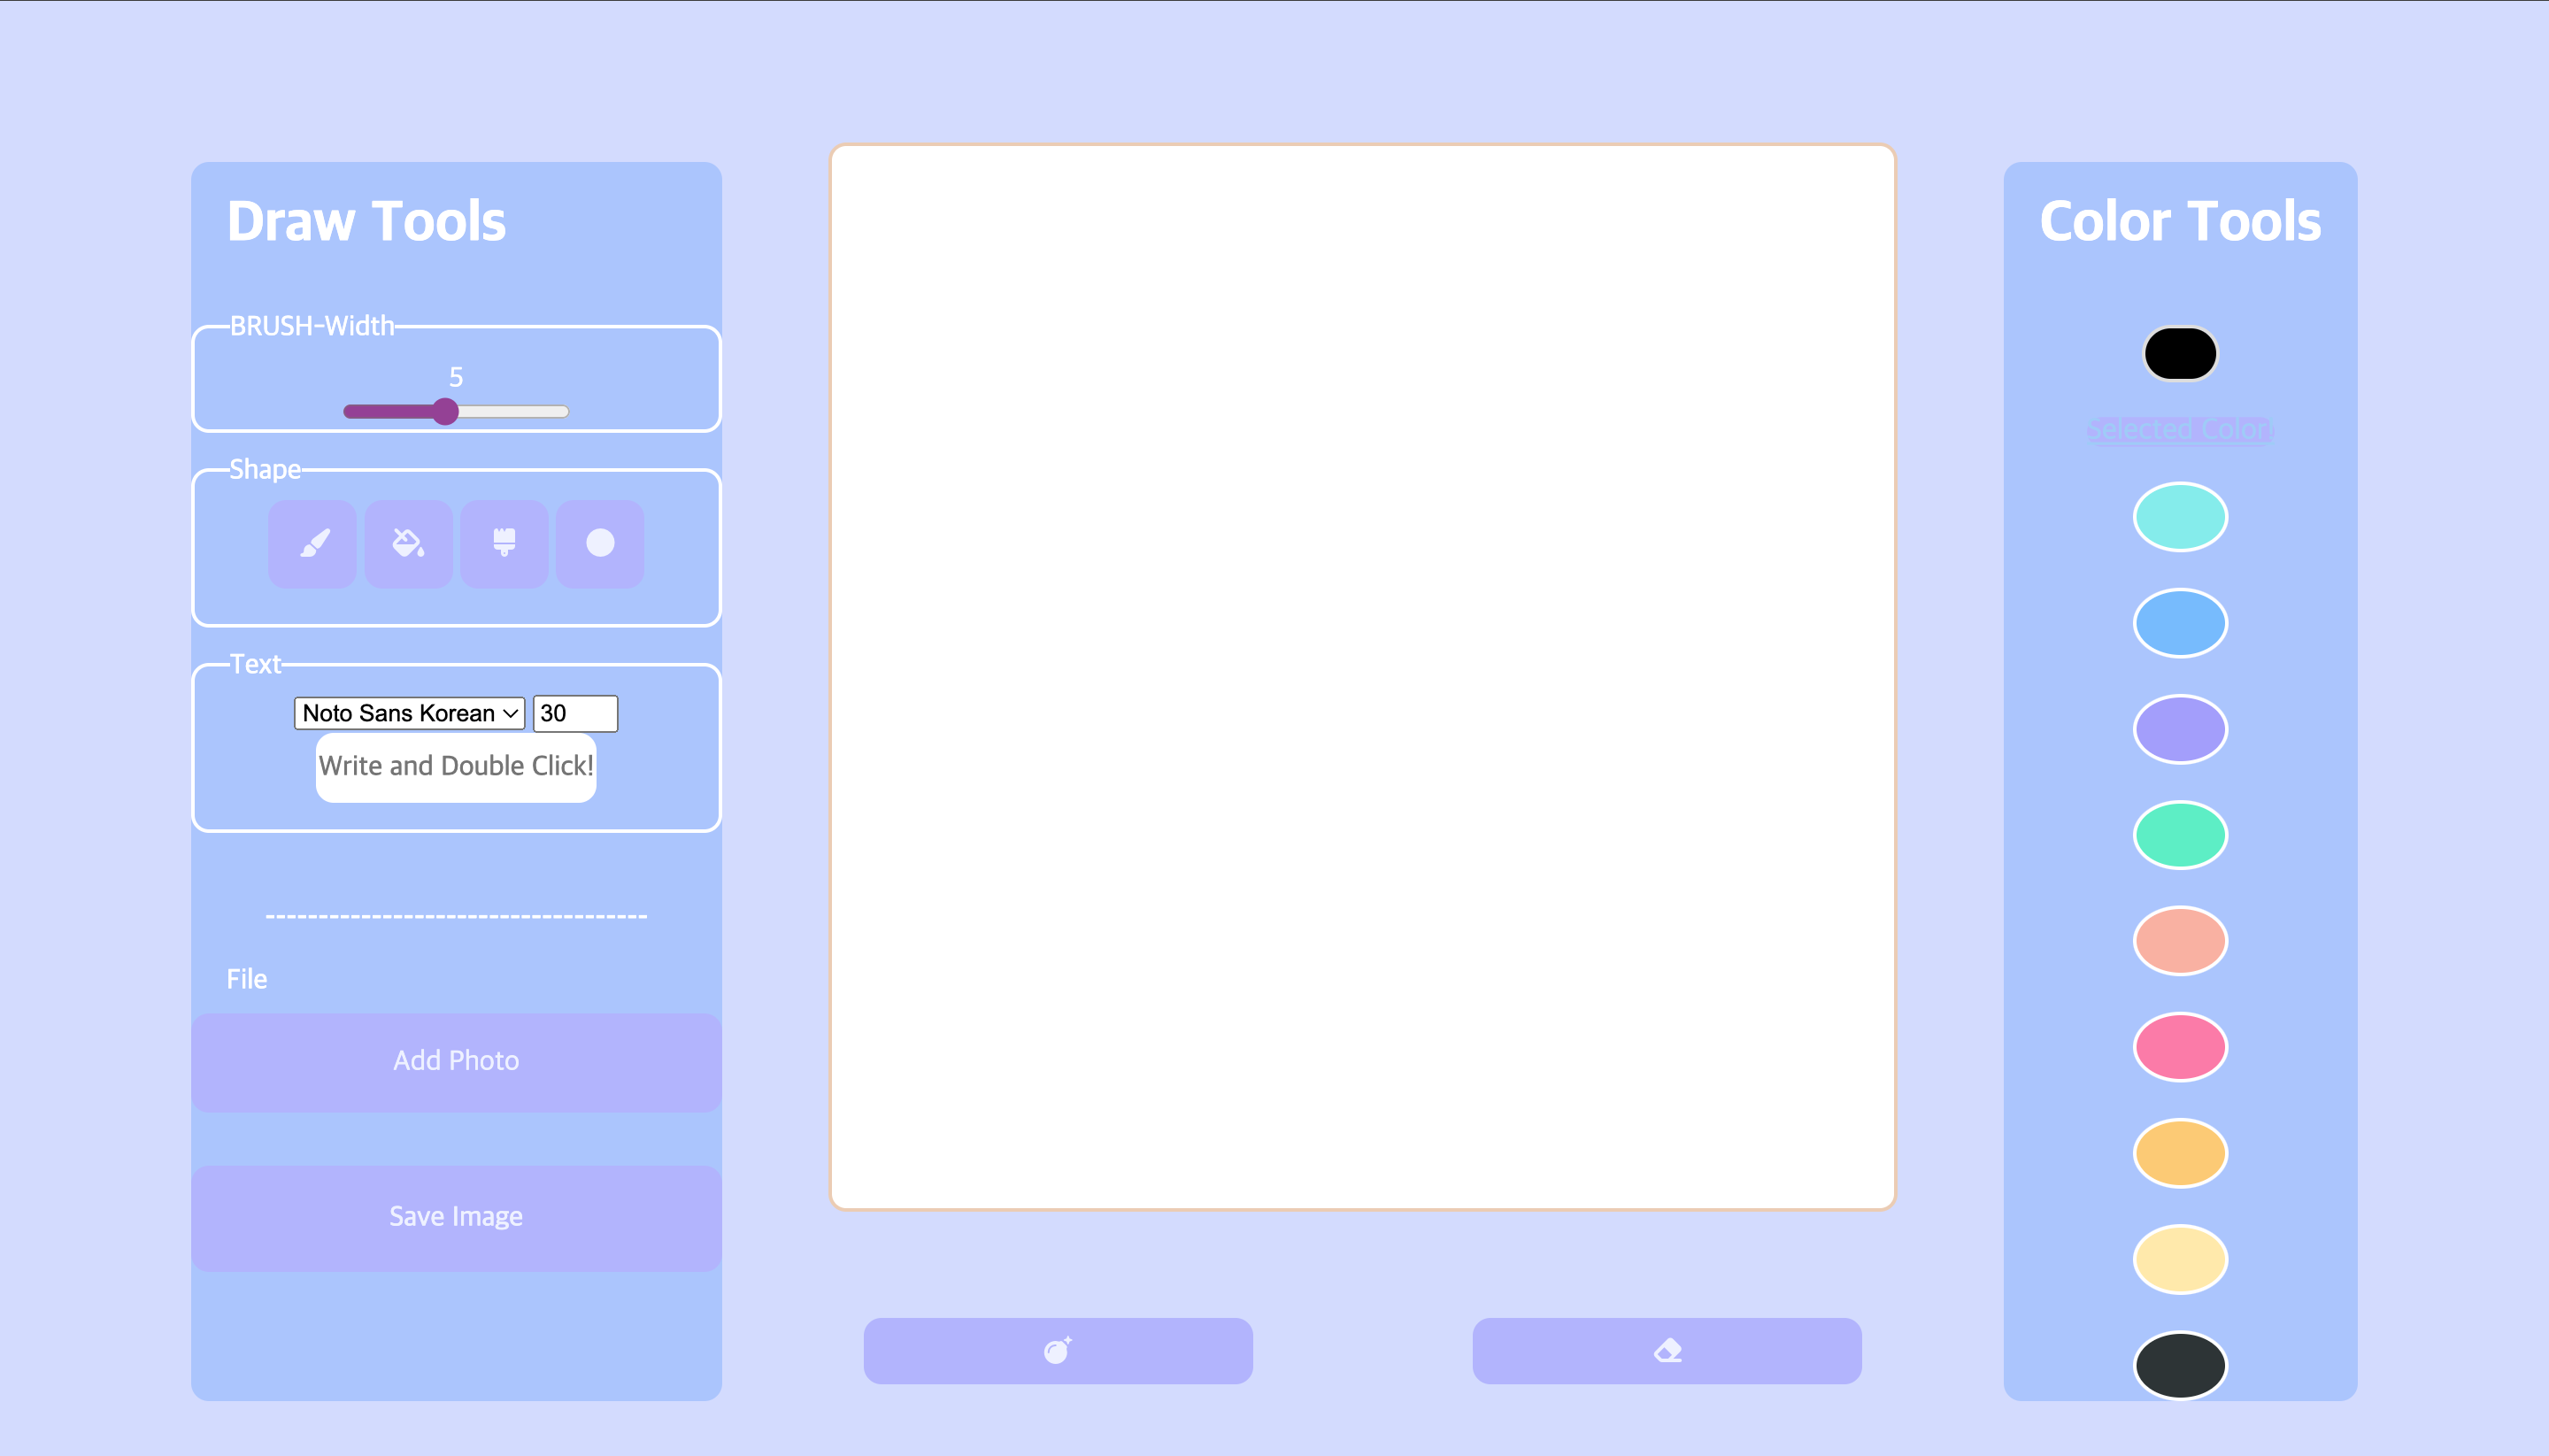 Draw Tools
BRUSH-Width
5
Shape
Text
Noto Sans Korean
30
Write and Double Click!
------------------------------------
File
Add Photo
Save Image
Color Tools
Selected Color